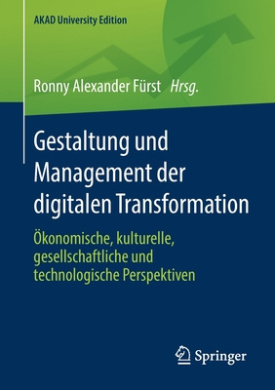 AKAD University Edition
Ronny Alexander Fürst Hrsg.
Gestaltung und
Management der
digitalen Transformation
Ökonomische, kulturelle,
gesellschaftliche und
technologische Perspektiven
Springer